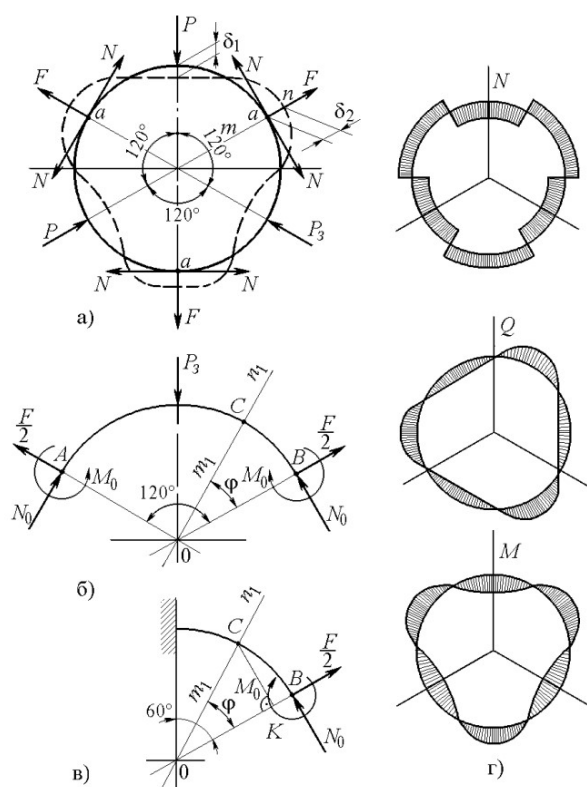 P
N
N
δ₁
F
F
a
a
n
δ₂
m
120°
120°
120°
N
N
P
P₃
a
N
N
а)
F
N
P₃
n₁
C
F/2
F/2
A
B
M₀
m₁
M₀
φ
N₀
120°
N₀
0
б)
Q
n₁
C
F/2
B
M₀
m₁
φ
60°
K
N₀
0
в)
M
г)